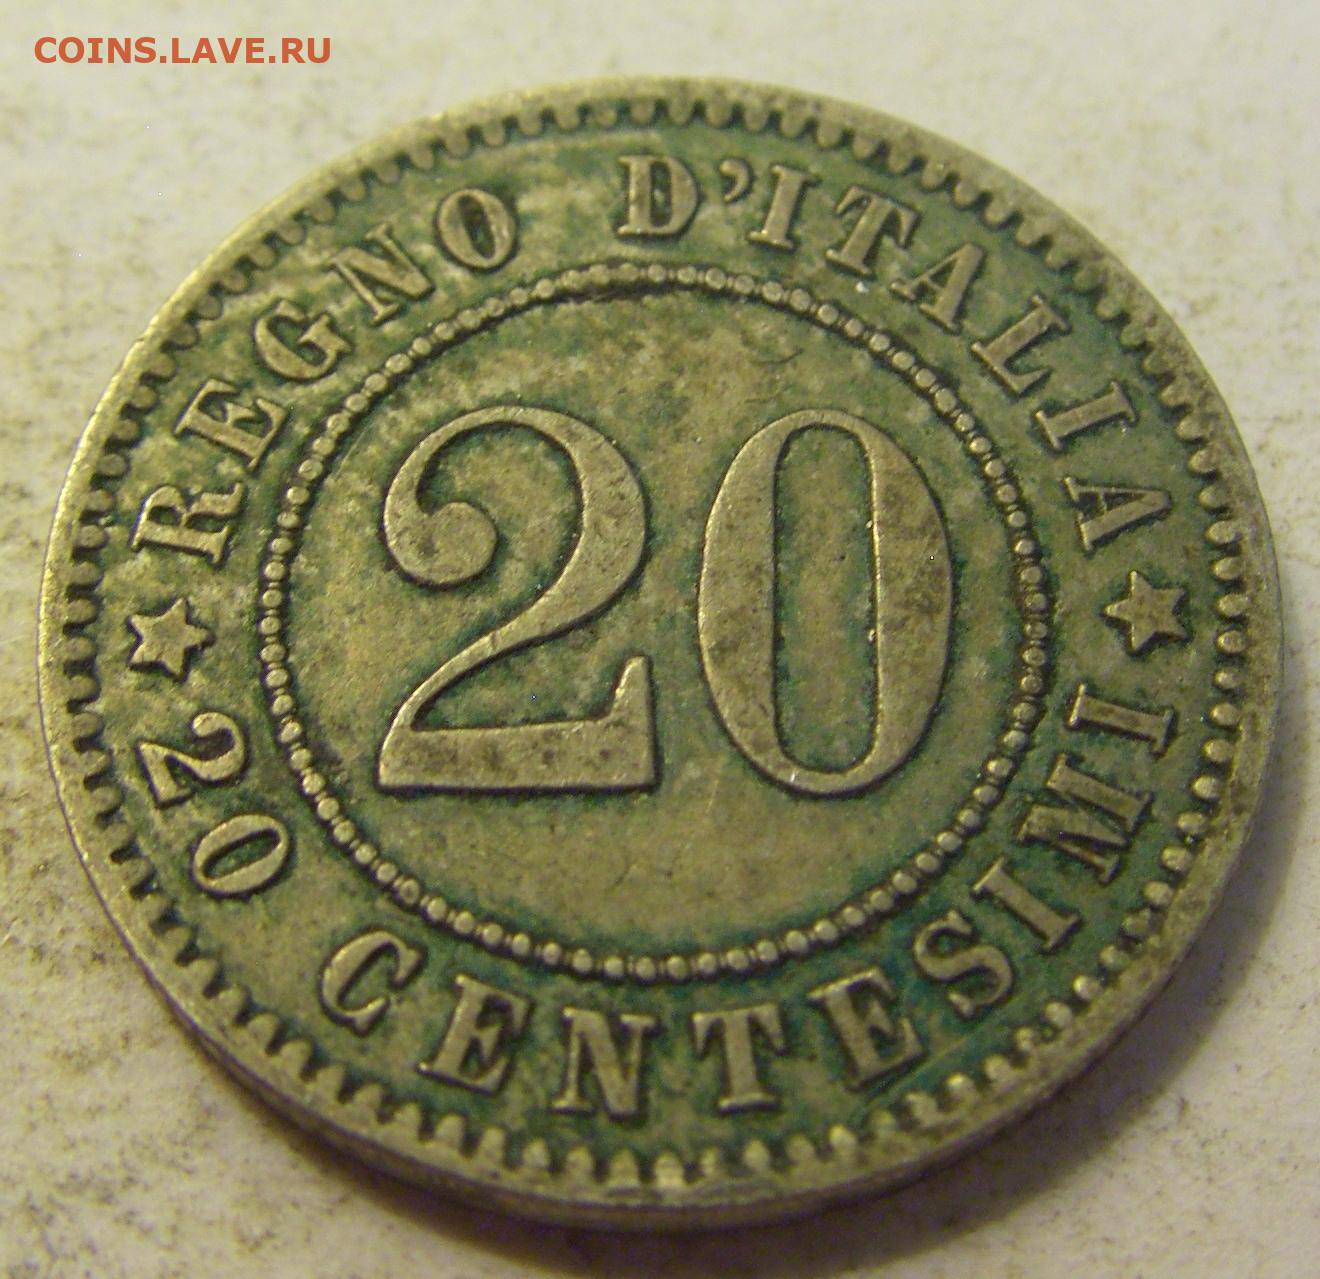 COINS.LAVE.RU
REGNO D'ITALIA
20
★ 20 CENTESIMI ★